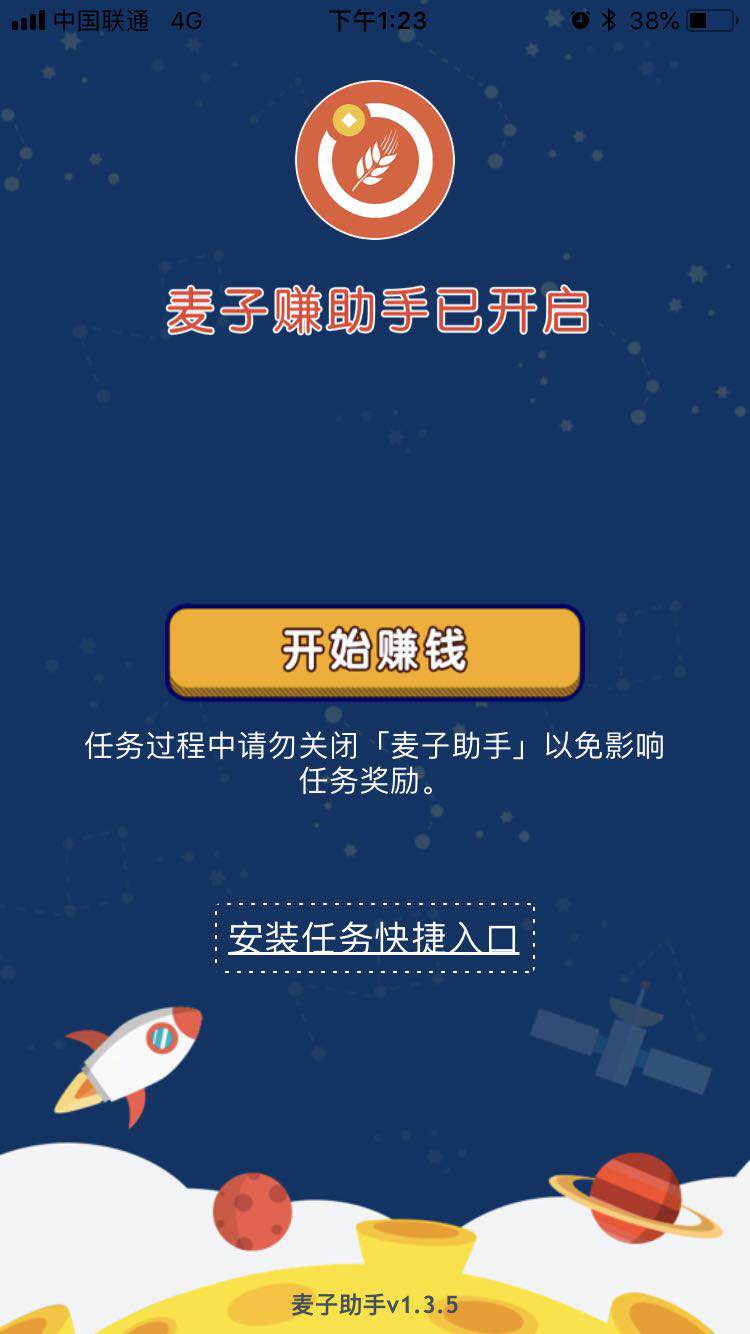 中国联通 4G 下午1:23 38%
麦子赚助手已开启
开始赚钱
任务过程中请勿关闭「麦子助手」以免影响
任务奖励。
安装任务快捷入口
麦子助手v1.3.5